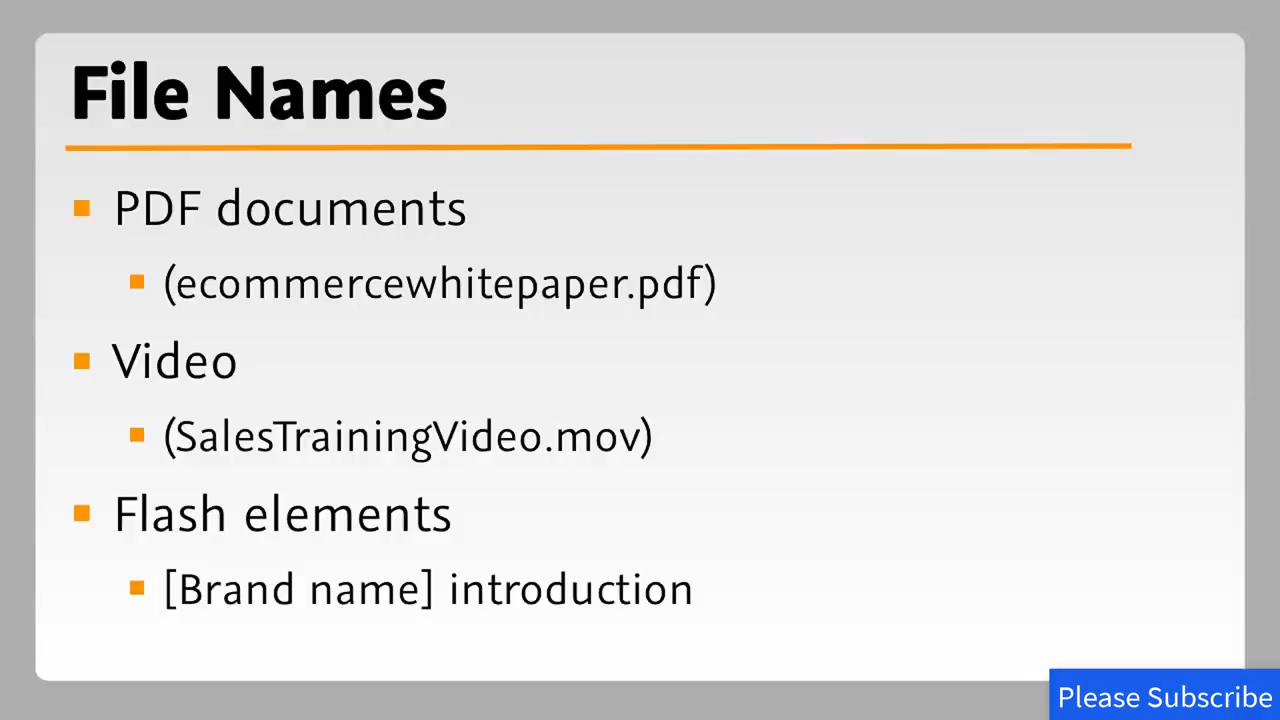 File Names
PDF documents
(ecommercewhitepaper.pdf)
Video
(SalesTrainingVideo.mov)
Flash elements
[Brand name] introduction
Please Subscribe